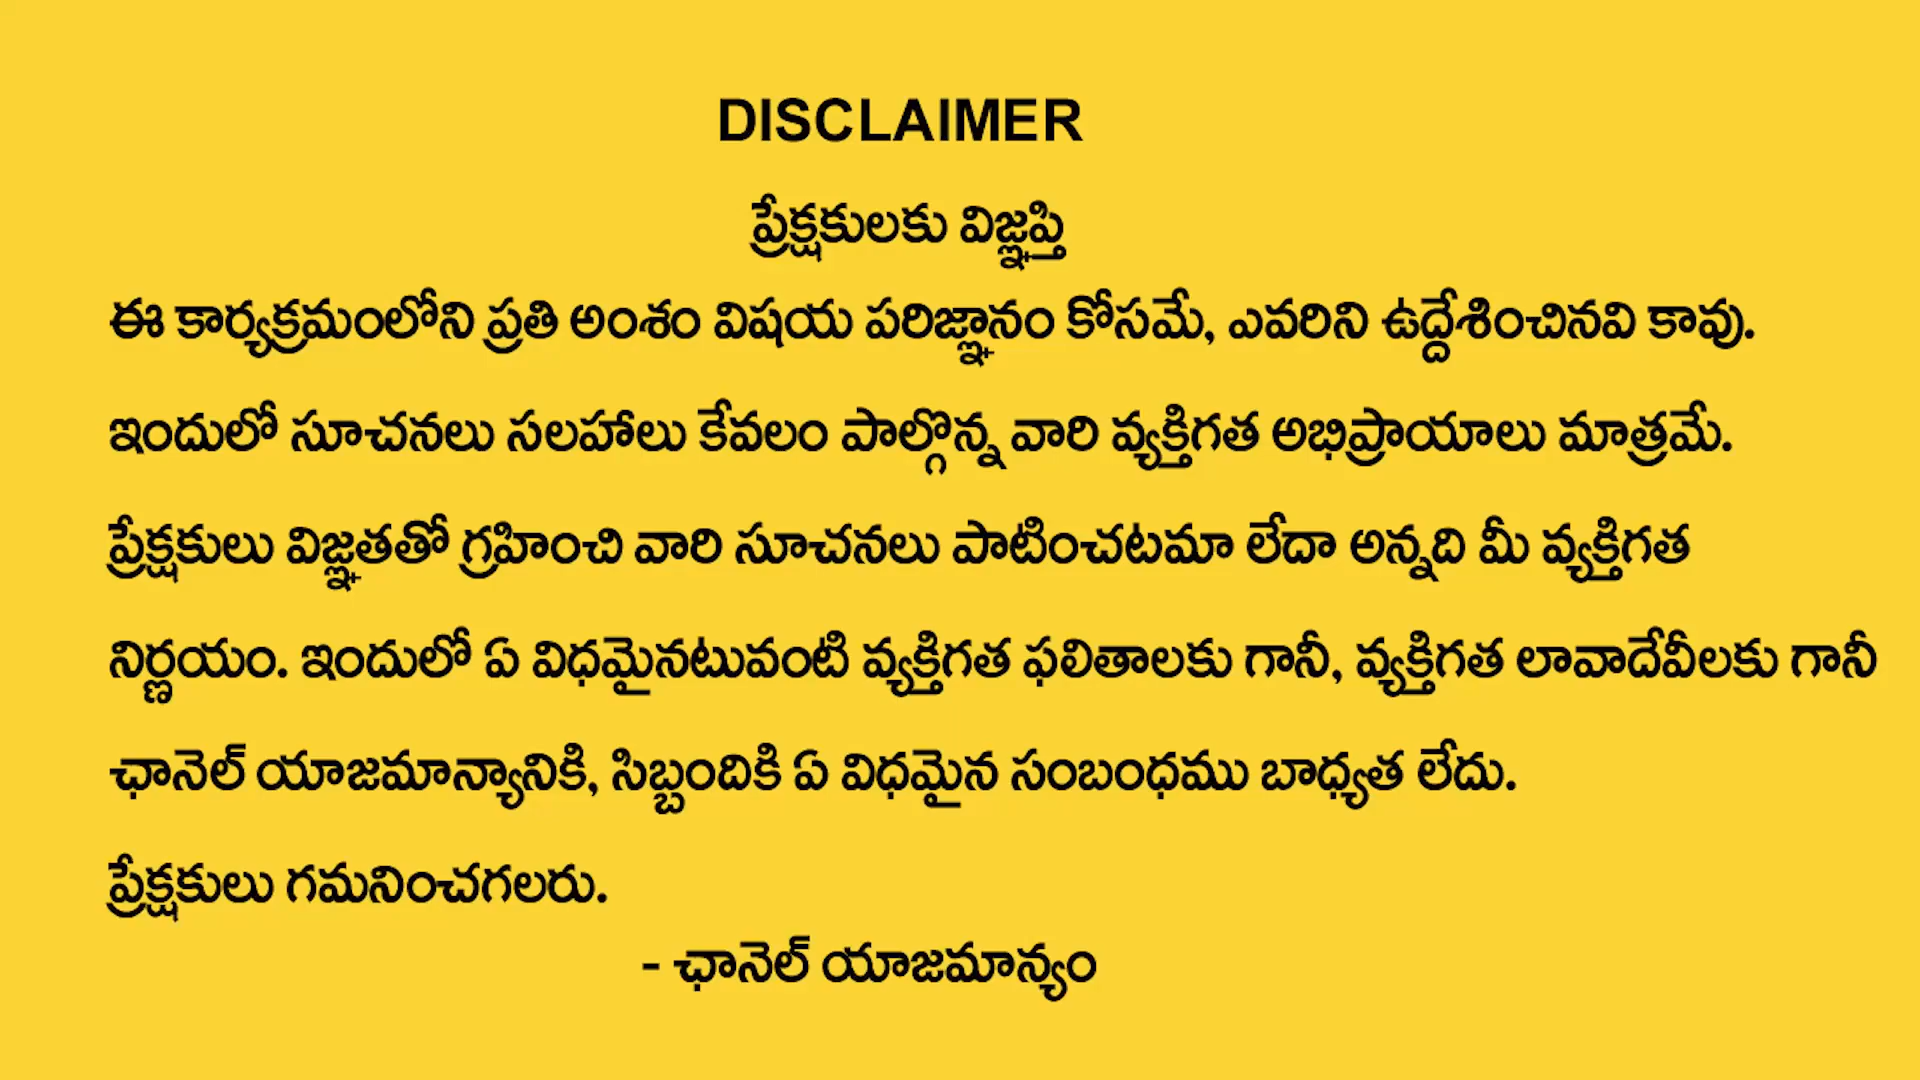 DISCLAIMER
ప్రేక్షకులకు విజ్ఞప్తి
ఈ కార్యక్రమంలోని ప్రతి అంశం విషయ పరిజ్ఞానం కోసమే, ఎవరిని ఉద్దేశించినవి కావు.
ఇందులో సూచనలు సలహాలు కేవలం పాల్గొన్న వారి వ్యక్తిగత అభిప్రాయాలు మాత్రమే.
ప్రేక్షకులు విజ్ఞతతో గ్రహించి వారి సూచనలు పాటించటమా లేదా అన్నది మీ వ్యక్తిగత
నిర్ణయం. ఇందులో ఏ విధమైనటువంటి వ్యక్తిగత ఫలితాలకు గానీ, వ్యక్తిగత లావాదేవీలకు గానీ
ఛానెల్ యాజమాన్యానికి, సిబ్బందికి ఏ విధమైన సంబంధము బాధ్యత లేదు.
ప్రేక్షకులు గమనించగలరు.
- ఛానెల్ యాజమాన్యం